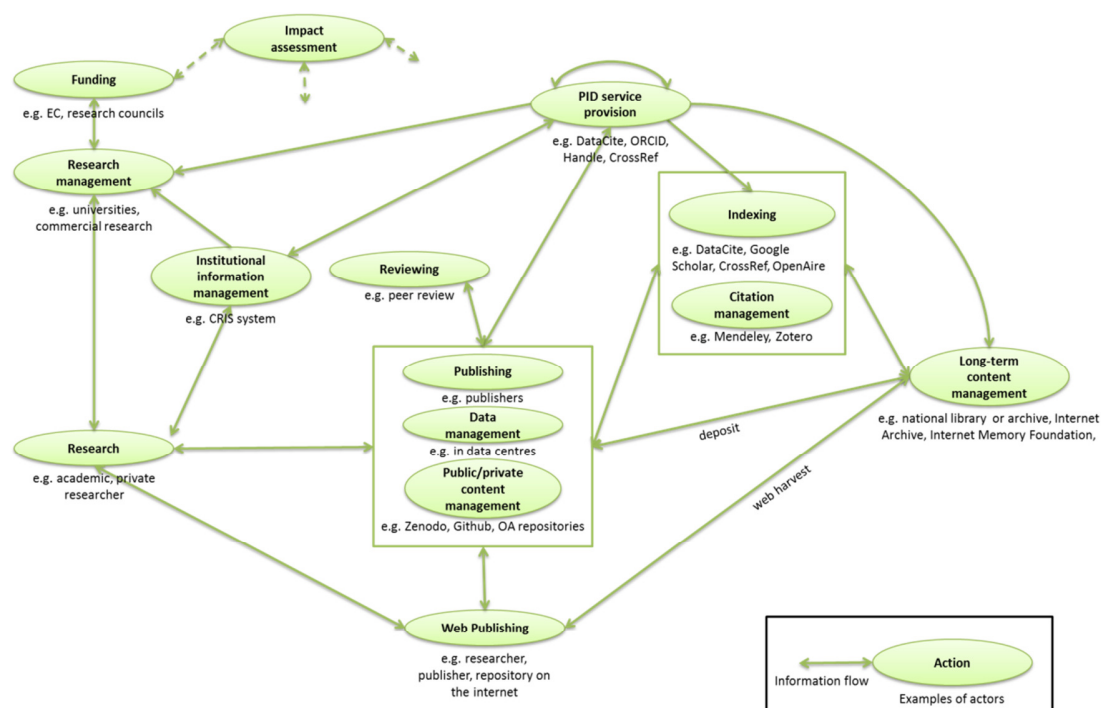 Impact
assessment
Funding
e.g. EC, research councils
PID service
provision
e.g. DataCite, ORCID,
Handle, CrossRef
Research
management
e.g. universities,
commercial research
Indexing
e.g. DataCite, Google
Scholar, CrossRef, OpenAire
Institutional
information
management
e.g. CRIS system
Reviewing
e.g. peer review
Citation
management
e.g. Mendeley, Zotero
Publishing
e.g. publishers
Long-term
content
management
e.g. national library or archive, Internet
Archive, Internet Memory Foundation,
Data
management
e.g. in data centres
deposit
Research
e.g. academic, private
researcher
Public/private
content
management
e.g. Zenodo, Github, OA repositories
web harvest
Web Publishing
e.g. researcher,
publisher, repository on
the internet
Action
Information flow
Examples of actors